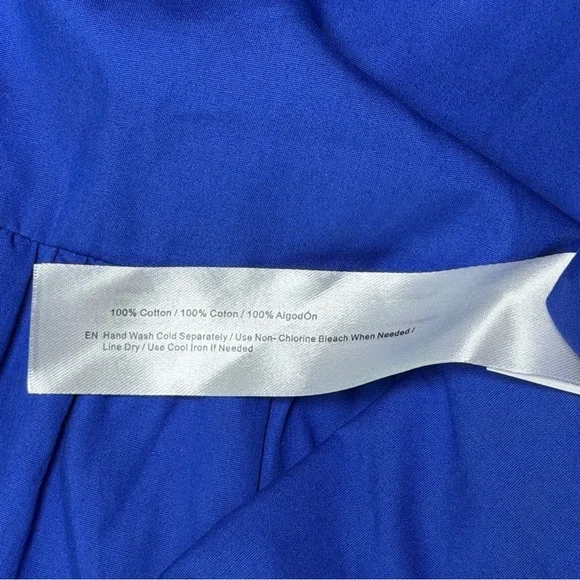 100% Cotton / 100% Coton / 100% AlgodÓn
EN Hand Wash Cold Separately / Use Non- Chlorine Bleach When Needed /
Line Dry / Use Cool Iron If Needed